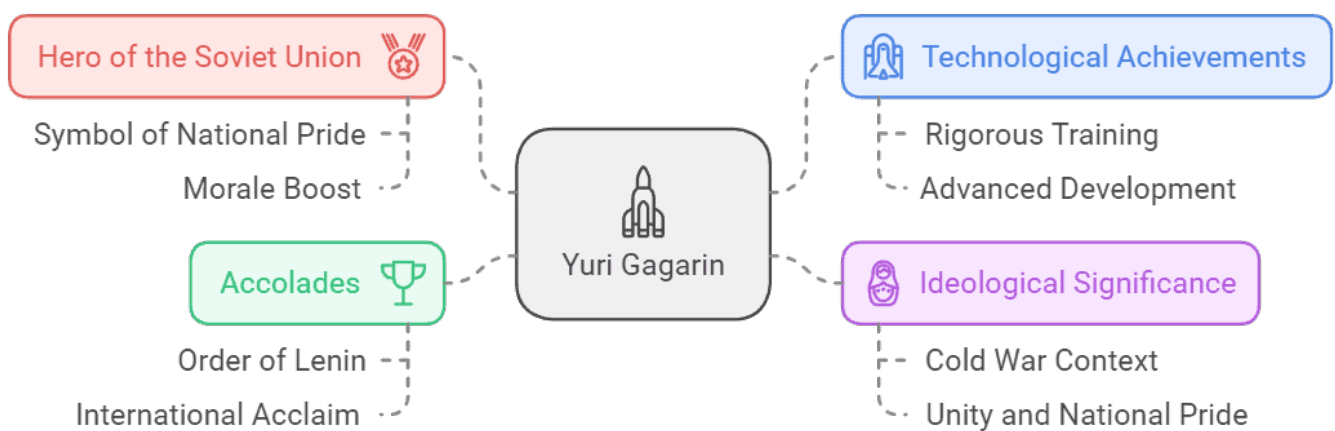 Hero of the Soviet Union
Symbol of National Pride
Morale Boost
Accolades
Order of Lenin
International Acclaim
Yuri Gagarin
Technological Achievements
Rigorous Training
Advanced Development
Ideological Significance
Cold War Context
Unity and National Pride